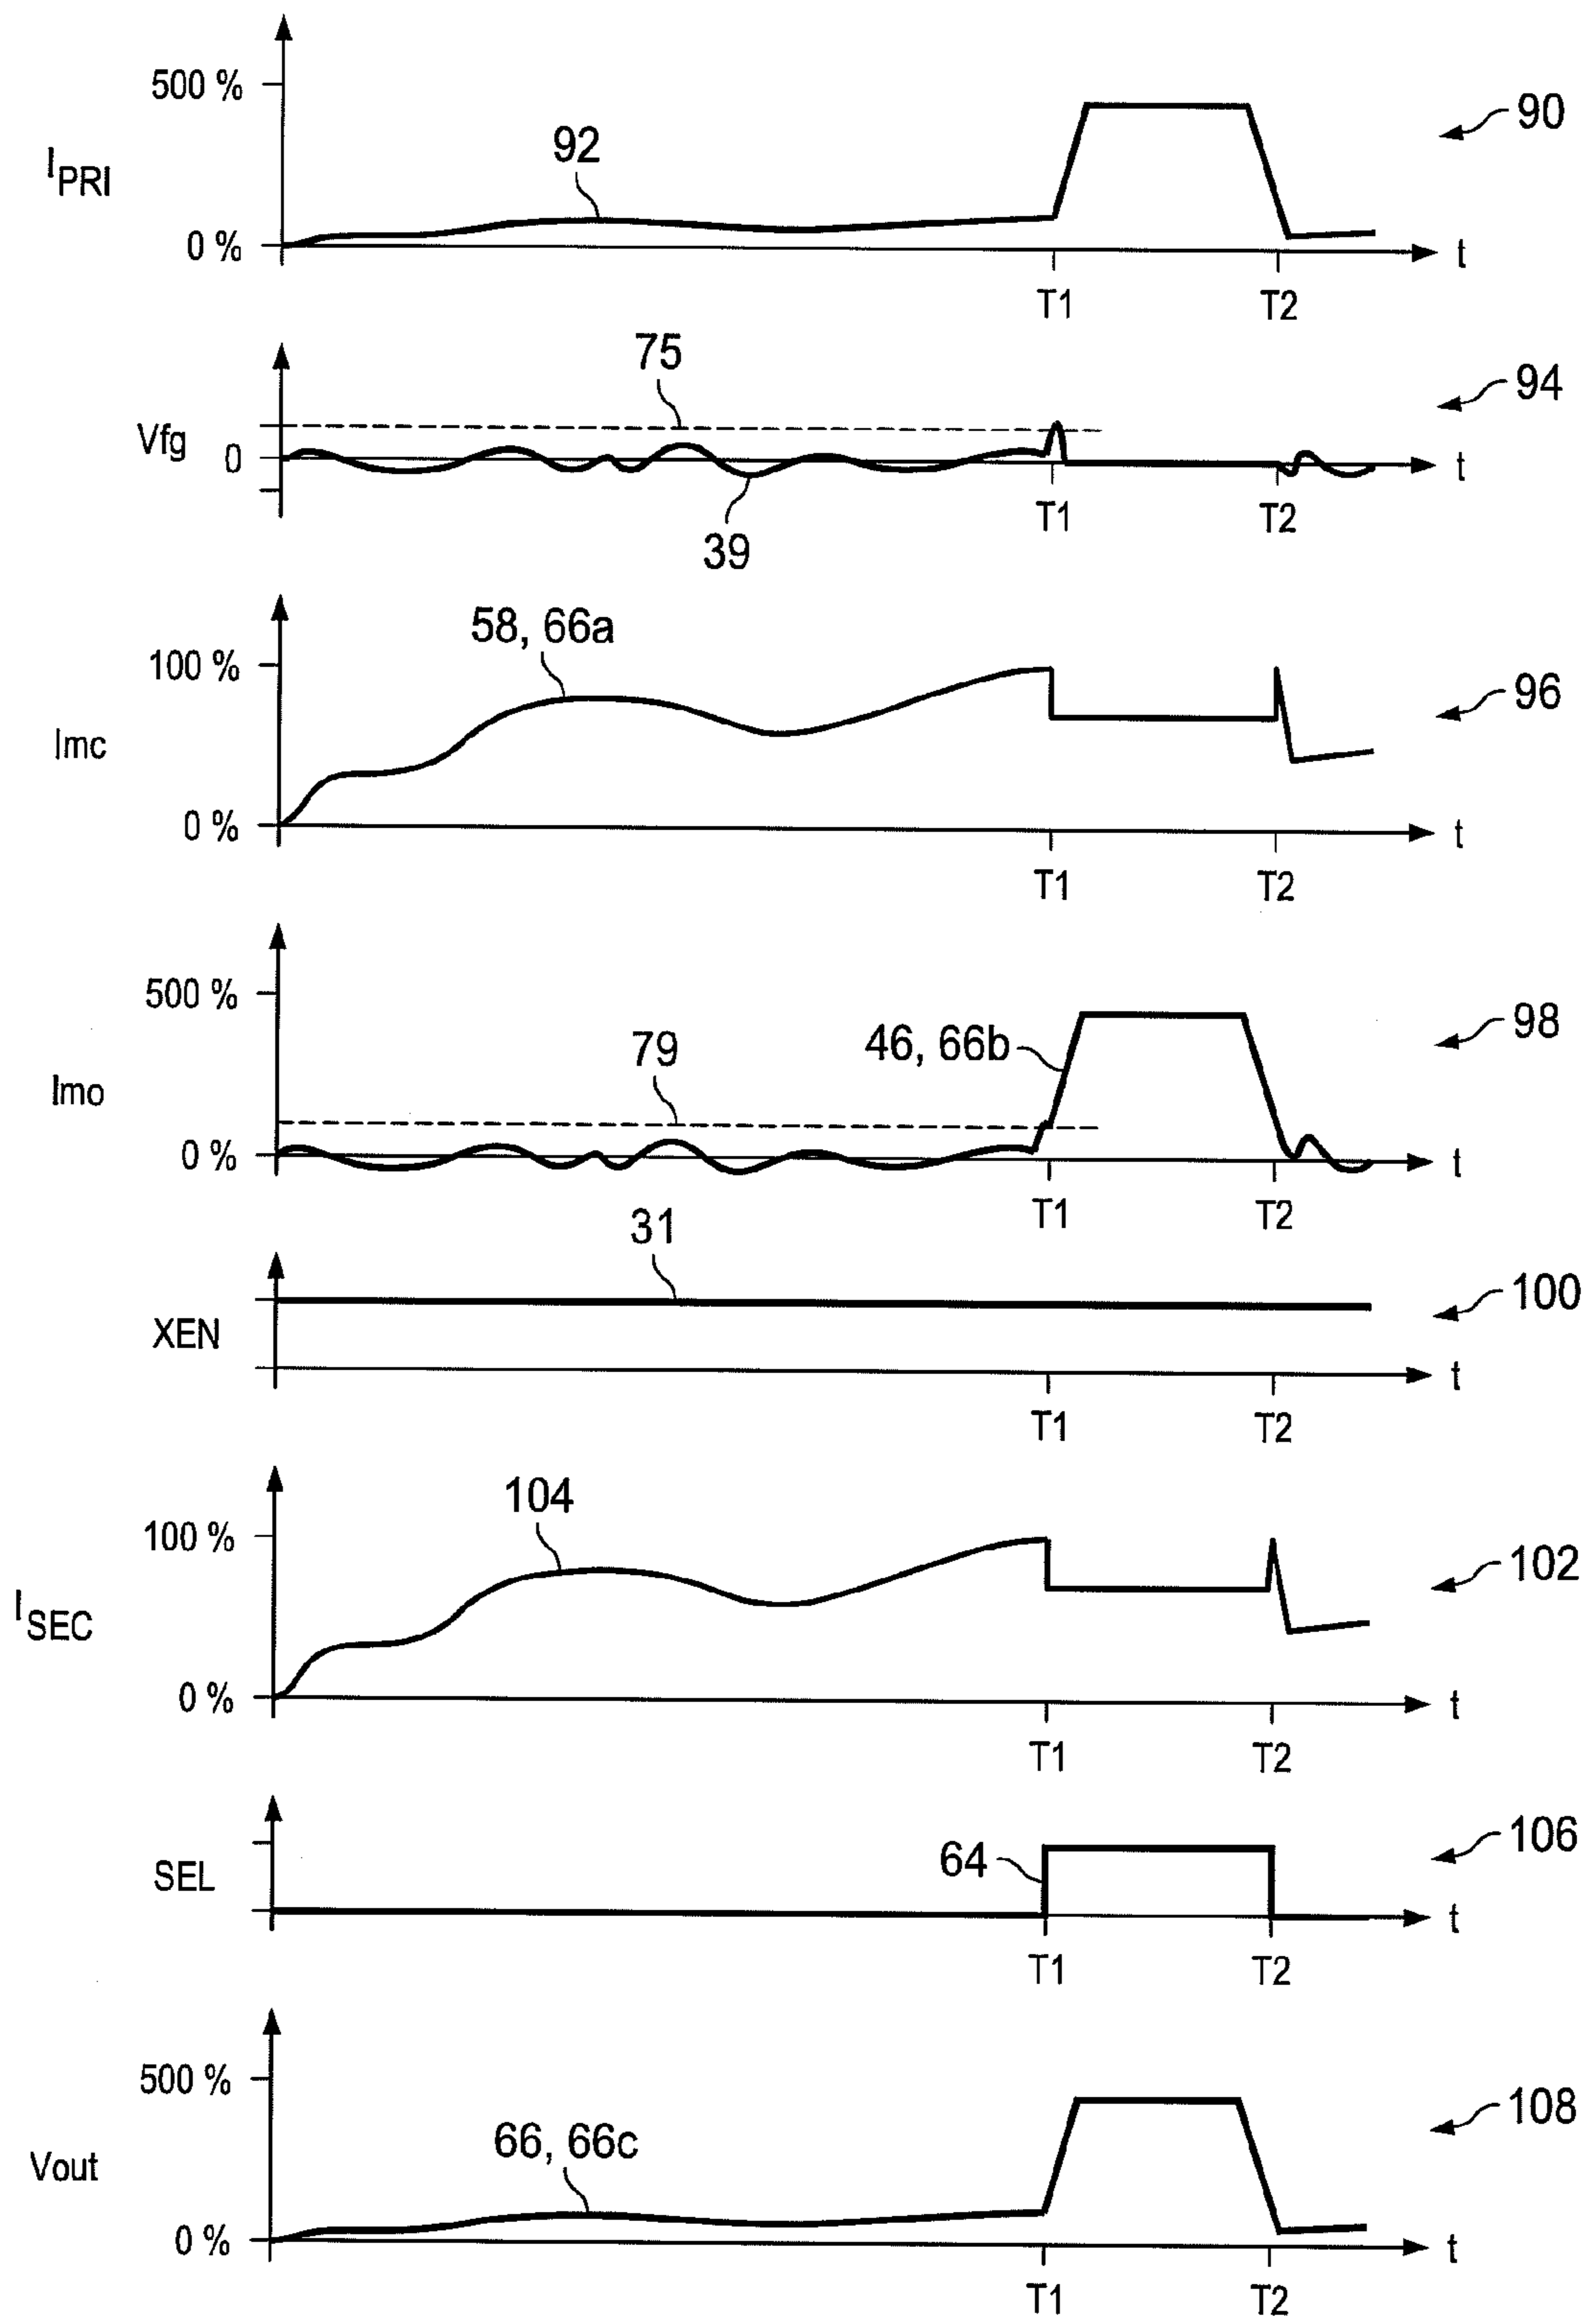 500 %
90
92
I PRI
0 %
t
T1
T2
75
94
Vfg
0
t
39
T1
T2
58, 66a
100 %
96
Imc
0 %
t
T1
T2
500 %
98
79
46, 66b
Imo
0 %
t
T1
T2
31
100
XEN
t
T1
T2
104
100 %
102
I SEC
0 %
t
T1
T2
106
64
SEL
t
T1
T2
500 %
108
66, 66c
Vout
0 %
t
T1
T2